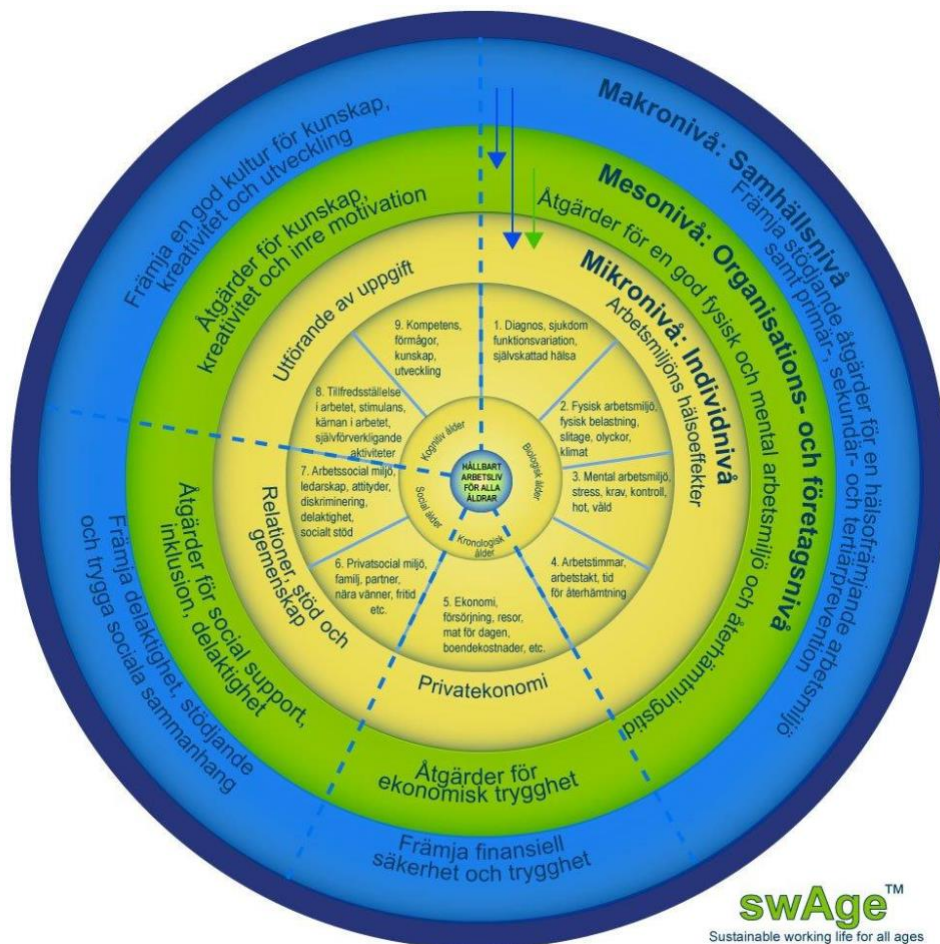 Makronivå: Samhällsnivå
Främja stödjande åtgärder för en hälsofrämjande arbetsmiljö
samt primär-, sekundär- och tertiärprevention
Mesonivå: Organisations- och företagsnivå
Åtgärder för en god fysisk och mental arbetsmiljö och återhämtningstid
Mikronivå: Individnivå
Arbetsmiljöns hälsoeffekter
1. Diagnos, sjukdom
funktionsvariation,
självskattad hälsa
2. Fysisk arbetsmiljö,
fysisk belastning,
slitage, olyckor,
klimat
3. Mental arbetsmiljö,
stress, krav, kontroll,
hot, våld
4. Arbetstimmar,
arbetstakt, tid
för återhämtning
Biologisk ålder
Främja finansiell
säkerhet och trygghet
Åtgärder för
ekonomisk trygghet
Privatekonomi
5. Ekonomi,
försörjning, resor,
mat för dagen,
boendekostnader, etc.
Kronologisk
ålder
Främja delaktighet, stödjande
och trygga sociala sammanhang
Åtgärder för social support,
inklusion, delaktighet
Relationer, stöd och
gemenskap
6. Privatsocial miljö,
familj, partner,
nära vänner, fritid
etc.
7. Arbetssocial miljö,
ledarskap, attityder,
diskriminering,
delaktighet,
socialt stöd
Social ålder
Främja en god kultur för kunskap,
kreativitet och utveckling
Åtgärder för kunskap,
kreativitet och inre motivation
Utförande av uppgift
8. Tillfredsställelse
i arbetet, stimulans,
kärnan i arbetet,
självförverkligande
aktiviteter
9. Kompetens,
förmågor,
kunskap,
utveckling
Kognitiv ålder
HÅLLBART
ARBETSLIV
FÖR ALLA
ÅLDRAR
swAge™
Sustainable working life for all ages